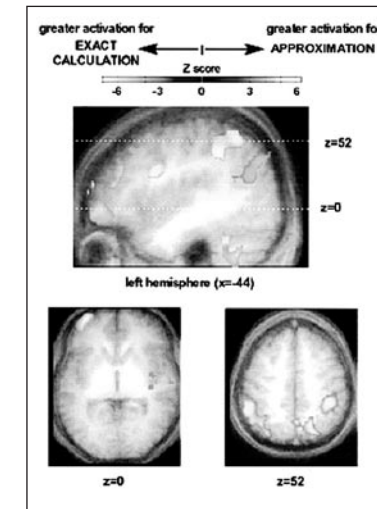 greater activation for
EXACT
CALCULATION
greater activation for
APPROXIMATION
Z score
-6 -3 0 3 6
z=52
z=0
left hemisphere (x=-44)
z=0 z=52